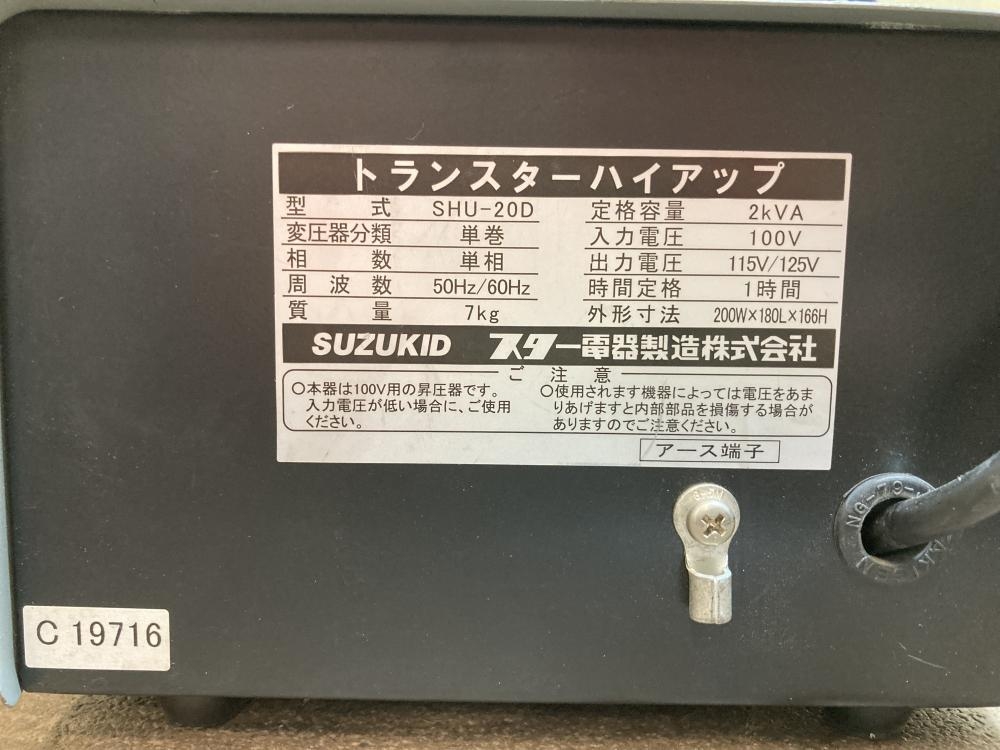 トランスターハイアップ
型式 SHU-20D 定格容量 2kVA
変圧器分類 単巻 入力電圧 100V
相数 単相 出力電圧 115V/125V
周波数 50Hz/60Hz 時間定格 1時間
質量 7kg 外形寸法 200W×180L×166H
SUZUKID スター電器製造株式会社
ご注意
○本器は100V用の昇圧器です。
入力電圧が低い場合に、ご使用
ください。
○使用されます機器によっては電圧をあま
りあげますと内部部品を損傷する場合が
ありますのでご注意ください。
アース端子
C 19716